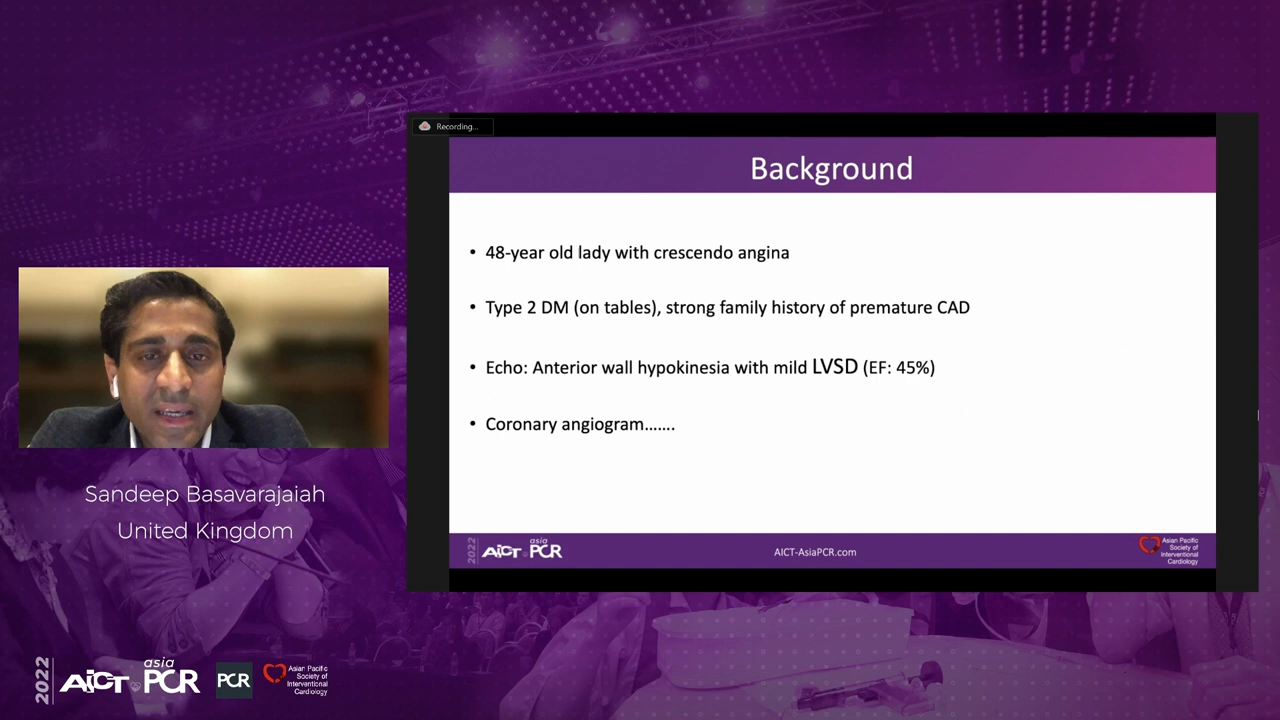 Recording...
Background
• 48-year old lady with crescendo angina
• Type 2 DM (on tables), strong family history of premature CAD
• Echo: Anterior wall hypokinesia with mild LVSD (EF: 45%)
• Coronary angiogram…….
2022 AICT asia PCR
AICT-AsiaPCR.com
Asian Pacific
Society of
Interventional
Cardiology
Sandeep Basavarajaiah
United Kingdom
2022 AICT asia PCR
PCR
Asian Pacific
Society of
Interventional
Cardiology